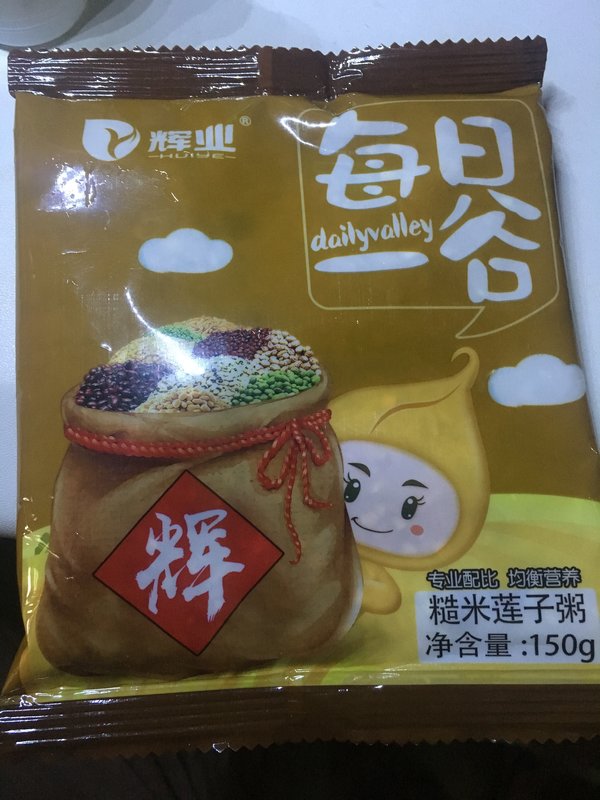 辉业®
HUIYE
每日
dailyvalley
一谷
辉
专业配比 均衡营养
糙米莲子粥
净含量:150g